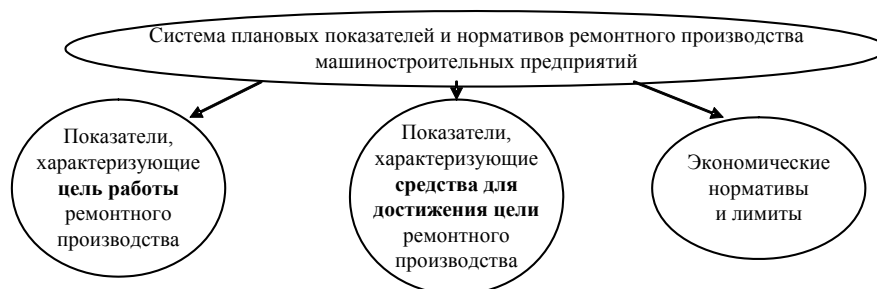 Система плановых показателей и нормативов ремонтного производства
машиностроительных предприятий
Показатели,
характеризующие
цель работы
ремонтного
производства
Показатели,
характеризующие
средства для
достижения цели
ремонтного
производства
Экономические
нормативы
и лимиты